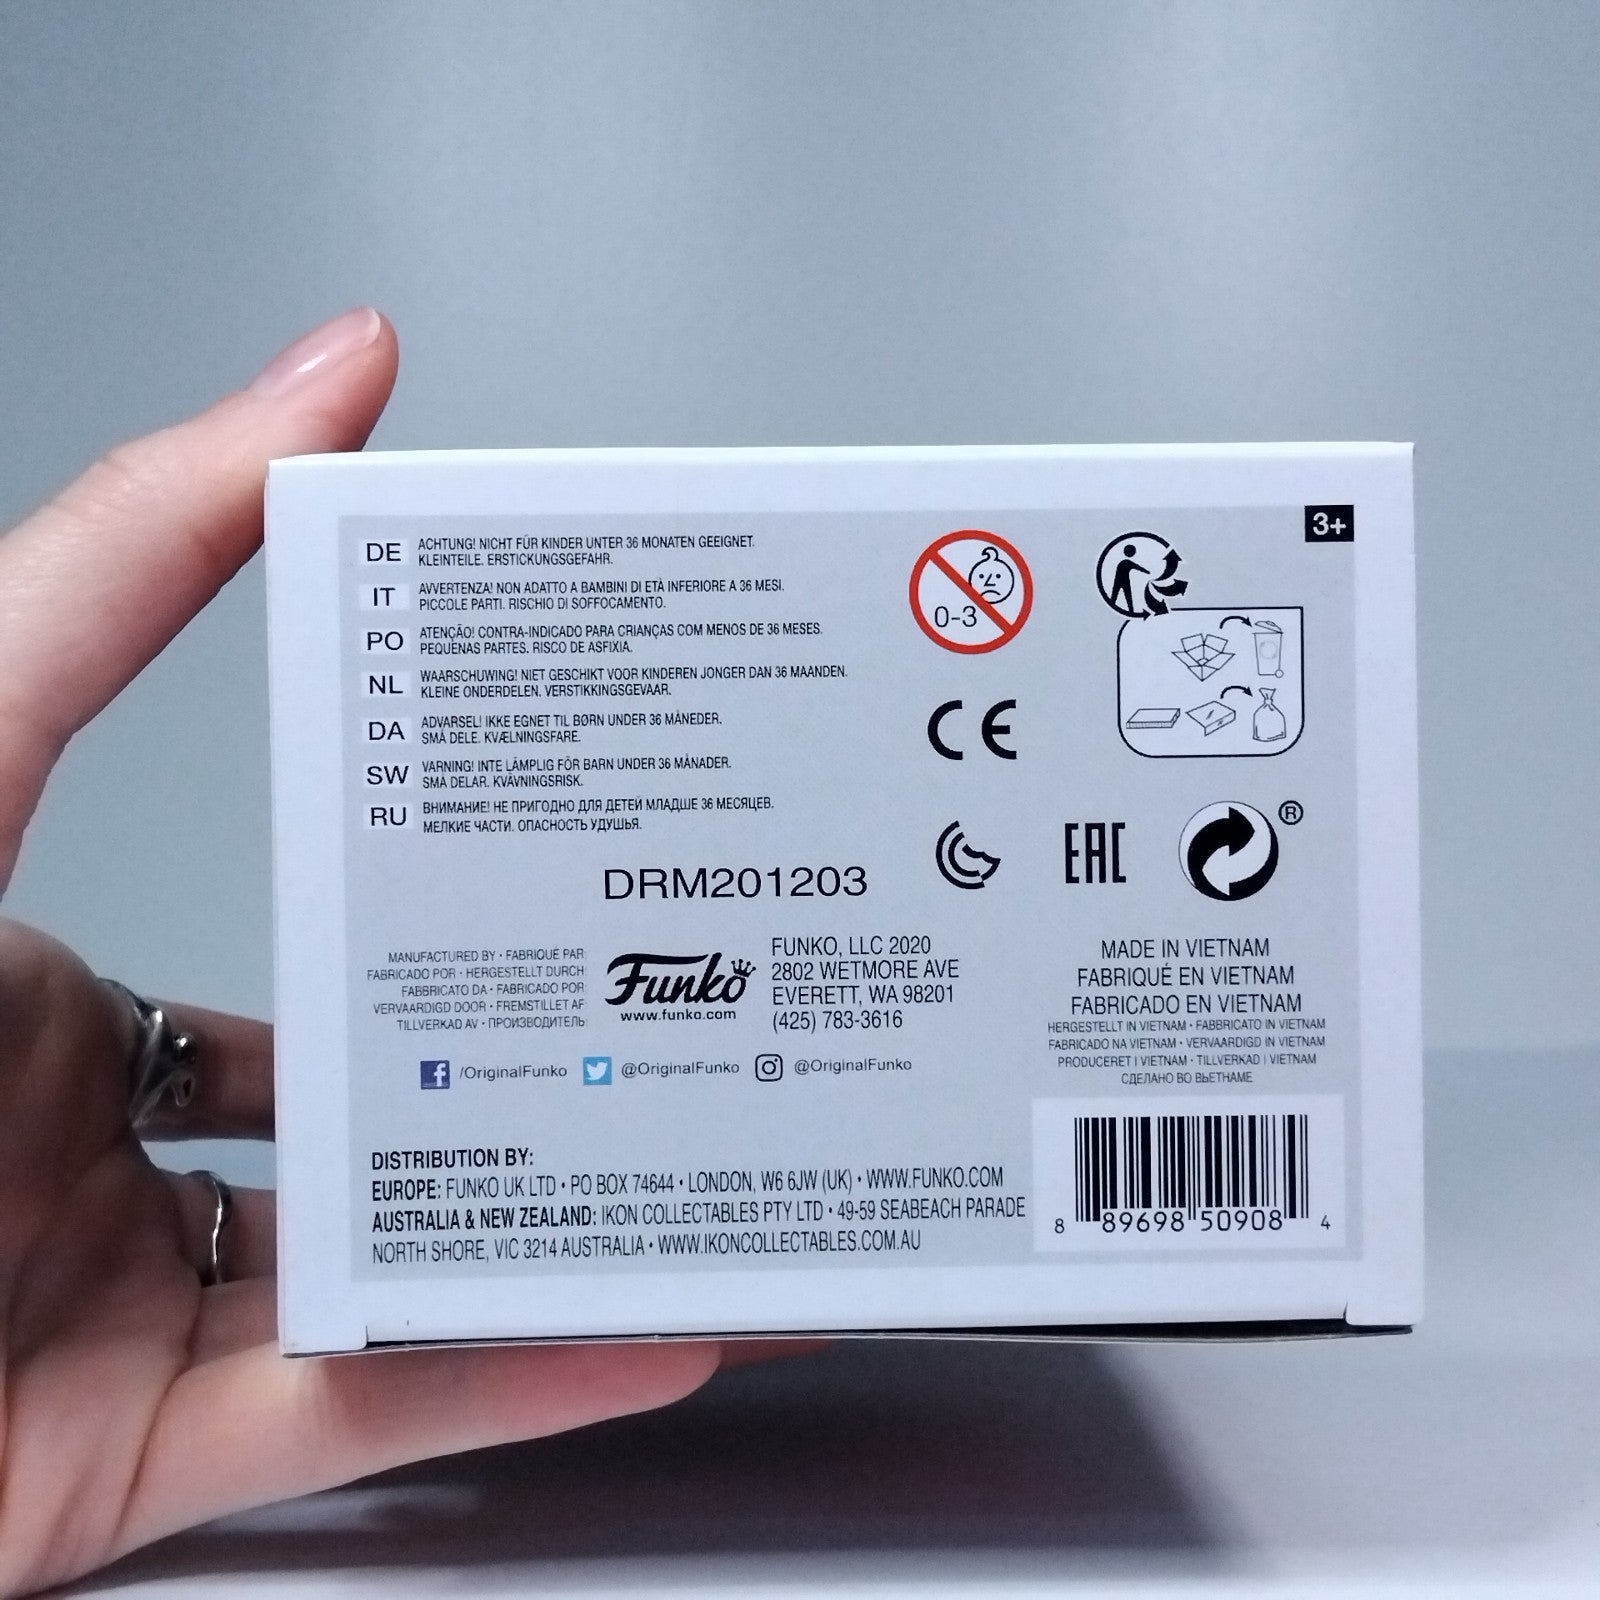 3+
DE ACHTUNG! NICHT FÜR KINDER UNTER 36 MONATEN GEEIGNET.
KLEINTEILE. ERSTICKUNGSGEFAHR.
IT AVVERTENZA! NON ADATTO A BAMBINI DI ETÀ INFERIORE A 36 MESI.
PICCOLE PARTI. RISCHIO DI SOFFOCAMENTO.
PO ATENÇÃO! CONTRA-INDICADO PARA CRIANÇAS COM MENOS DE 36 MESES.
PEQUENAS PARTES. RISCO DE ASFIXIA.
NL WAARSCHUWING! NIET GESCHIKT VOOR KINDEREN JONGER DAN 36 MAANDEN.
KLEINE ONDERDELEN. VERSTIKKINGSGEVAAR.
DA ADVARSEL! IKKE EGNET TIL BØRN UNDER 36 MÅNEDER.
SMÅ DELE. KVÆLNINGSFARE.
SW VARNING! INTE LÄMPLIG FÖR BARN UNDER 36 MÅNADER.
SMÅ DELAR. KVÄVNINGSRISK.
RU ВНИМАНИЕ! НЕ ПРИГОДНО ДЛЯ ДЕТЕЙ МЛАДШЕ 36 МЕСЯЦЕВ.
МЕЛКИЕ ЧАСТИ. ОПАСНОСТЬ УДУШЬЯ.
0-3
CE
EAC
®
DRM201203
MANUFACTURED BY • FABRIQUÉ PAR:
FABRICADO POR • HERGESTELLT DURCH:
FABBRICATO DA • FABRICADO POR:
VERVAARDIGD DOOR • FREMSTILLET AF:
TILLVERKAD AV • ПРОИЗВОДИТЕЛЬ:
Funko
www.funko.com
FUNKO, LLC 2020
2802 WETMORE AVE
EVERETT, WA 98201
(425) 783-3616
MADE IN VIETNAM
FABRIQUÉ EN VIETNAM
FABRICADO EN VIETNAM
HERGESTELLT IN VIETNAM • FABBRICATO IN VIETNAM
FABRICADO NA VIETNAM • VERVAARDIGD IN VIETNAM
PRODUCERET I VIETNAM • TILLVERKAD I VIETNAM
СДЕЛАНО ВО ВЬЕТНАМЕ
f /OriginalFunko @OriginalFunko @OriginalFunko
DISTRIBUTION BY:
EUROPE: FUNKO UK LTD • PO BOX 74644 • LONDON, W6 6JW (UK) • WWW.FUNKO.COM
AUSTRALIA & NEW ZEALAND: IKON COLLECTABLES PTY LTD • 49-59 SEABEACH PARADE
NORTH SHORE, VIC 3214 AUSTRALIA • WWW.IKONCOLLECTABLES.COM.AU
8 89698 50908 4